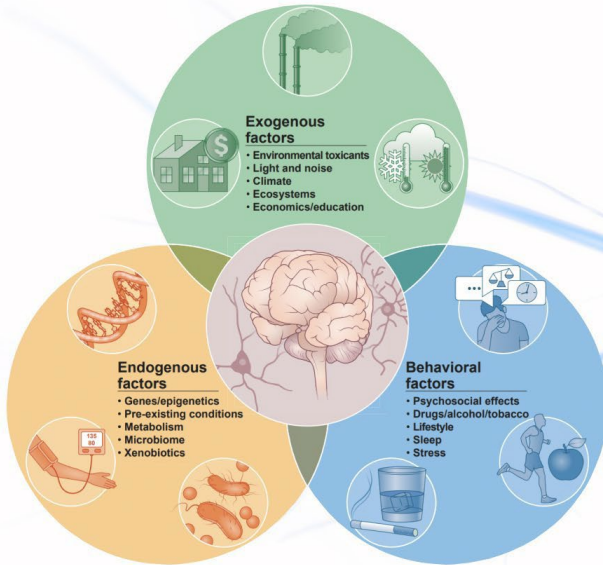 $
Exogenous
factors
• Environmental toxicants
• Light and noise
• Climate
• Ecosystems
• Economics/education
Endogenous
factors
• Genes/epigenetics
• Pre-existing conditions
• Metabolism
• Microbiome
• Xenobiotics
135
80
Behavioral
factors
• Psychosocial effects
• Drugs/alcohol/tobacco
• Lifestyle
• Sleep
• Stress